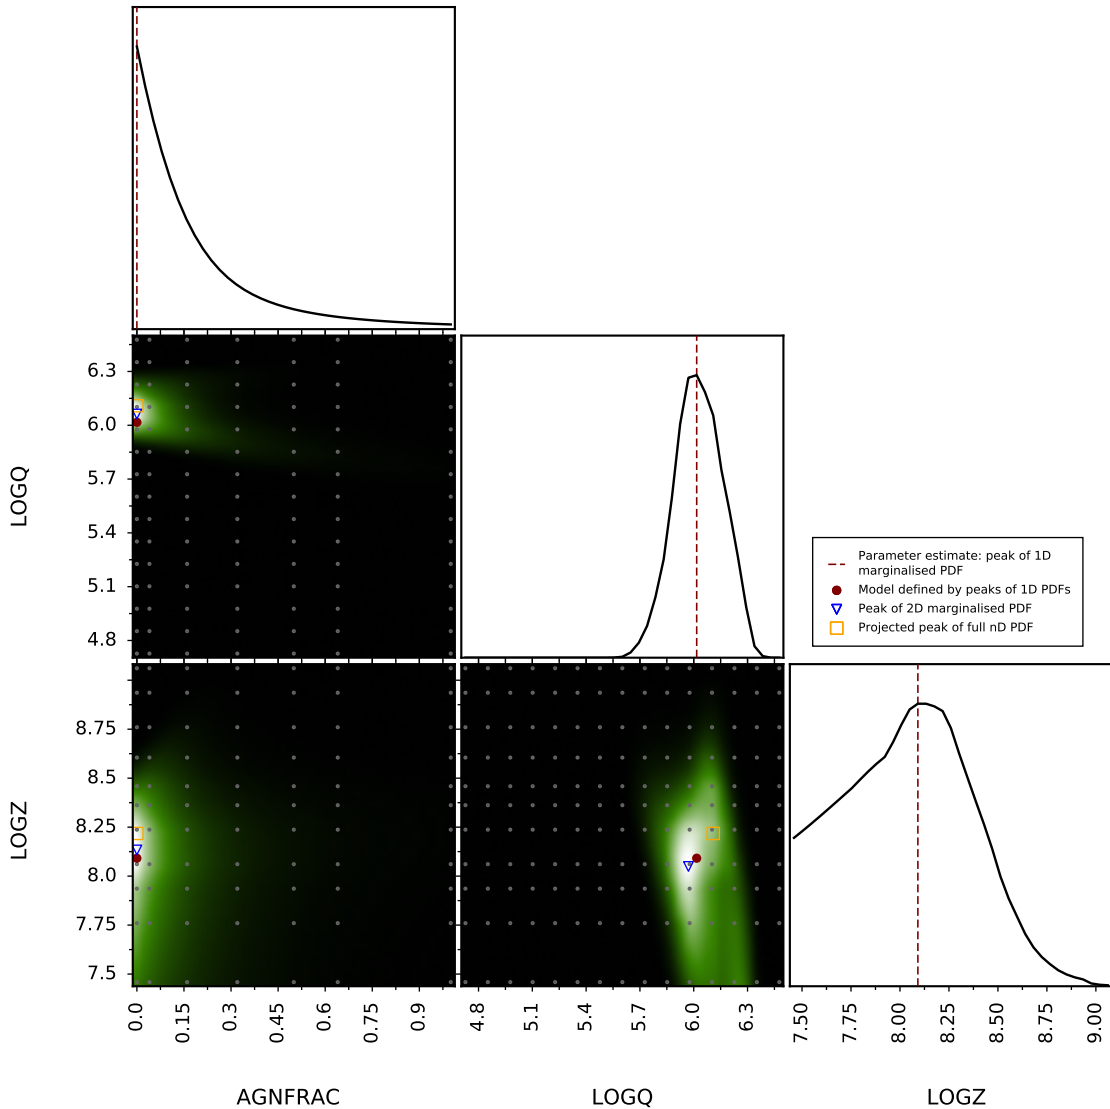 6.3
6.0
5.7
5.4
5.1
4.8
LOGQ
Parameter estimate: peak of 1D
marginalised PDF
Model defined by peaks of 1D PDFs
Peak of 2D marginalised PDF
Projected peak of full nD PDF
8.75
8.5
8.25
8.0
7.75
7.5
LOGZ
0.0 0.15 0.3 0.45 0.6 0.75 0.9
4.8 5.1 5.4 5.7 6.0 6.3
7.50 7.75 8.00 8.25 8.50 8.75 9.00
AGNFRAC LOGQ LOGZ